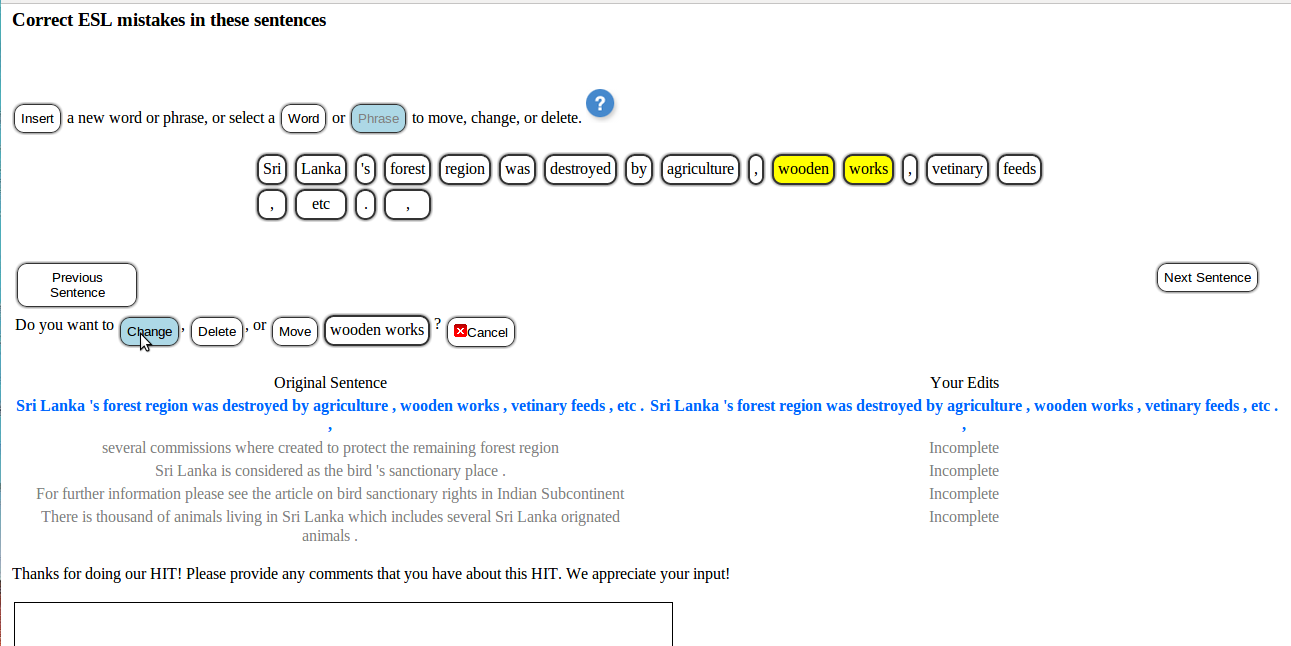 Correct ESL mistakes in these sentences
Insert a new word or phrase, or select a Word or Phrase to move, change, or delete. ?
Sri Lanka 's forest region was destroyed by agriculture , wooden works , vetinary feeds
, etc . ,
Previous Sentence
Next Sentence
Do you want to Change , Delete , or Move wooden works ? Cancel
Original Sentence Your Edits
Sri Lanka 's forest region was destroyed by agriculture , wooden works , vetinary feeds , etc . Sri Lanka 's forest region was destroyed by agriculture , wooden works , vetinary feeds , etc .
, ,
several commissions where created to protect the remaining forest region Incomplete
Sri Lanka is considered as the bird 's sanctionary place . Incomplete
For further information please see the article on bird sanctionary rights in Indian Subcontinent Incomplete
There is thousand of animals living in Sri Lanka which includes several Sri Lanka orignated Incomplete
animals .
Thanks for doing our HIT! Please provide any comments that you have about this HIT. We appreciate your input!